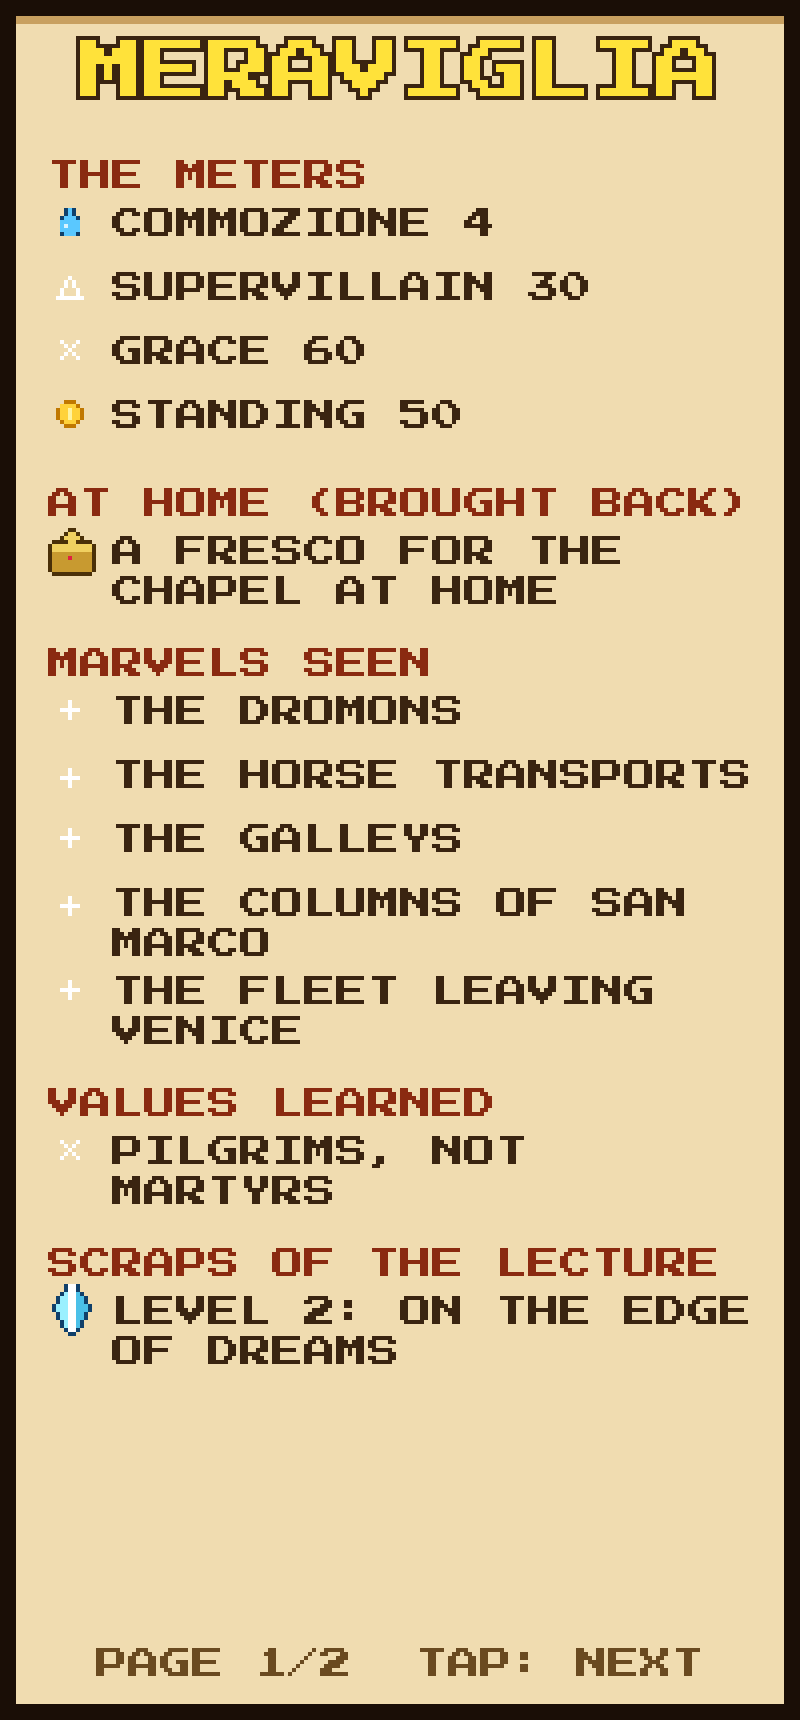 MERAVIGLIA
THE METERS
COMMOZIONE 4
SUPERVILLAIN 30
GRACE 60
STANDING 50
AT HOME (BROUGHT BACK)
A FRESCO FOR THE
CHAPEL AT HOME
MARVELS SEEN
+ THE DROMONS
+ THE HORSE TRANSPORTS
+ THE GALLEYS
+ THE COLUMNS OF SAN
MARCO
+ THE FLEET LEAVING
VENICE
VALUES LEARNED
PILGRIMS, NOT
MARTYRS
SCRAPS OF THE LECTURE
LEVEL 2: ON THE EDGE
OF DREAMS
PAGE 1/2 TAP: NEXT